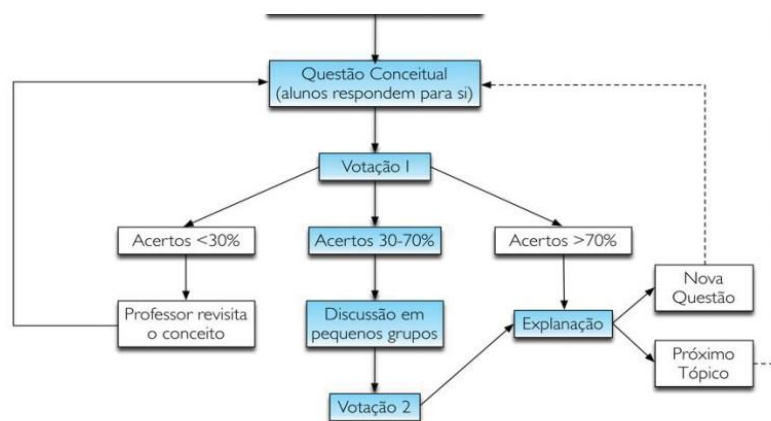 Questão Conceitual
(alunos respondem para si)
Votação 1
Acertos <30%
Acertos 30-70%
Acertos >70%
Professor revisita
o conceito
Discussão em
pequenos grupos
Explanação
Nova
Questão
Próximo
Tópico
Votação 2